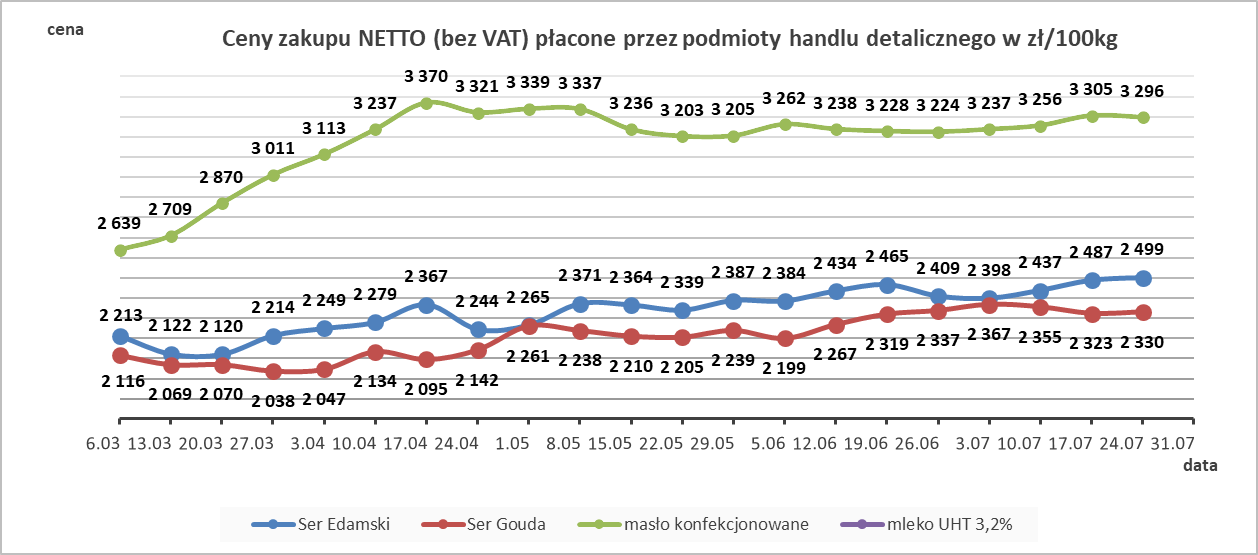 cena
Ceny zakupu NETTO (bez VAT) płacone przez podmioty handlu detalicznego w zł/100kg
2 639 2 709 2 870 3 011 3 113 3 237 3 370 3 321 3 339 3 337 3 236 3 203 3 205 3 262 3 238 3 228 3 224 3 237 3 256 3 305 3 296
2 213 2 122 2 120 2 214 2 249 2 279 2 367 2 244 2 265 2 371 2 364 2 339 2 387 2 384 2 434 2 465 2 409 2 398 2 437 2 487 2 499
2 116 2 069 2 070 2 038 2 047 2 134 2 095 2 142 2 261 2 238 2 210 2 205 2 239 2 199 2 267 2 319 2 337 2 367 2 355 2 323 2 330
6.03 13.03 20.03 27.03 3.04 10.04 17.04 24.04 1.05 8.05 15.05 22.05 29.05 5.06 12.06 19.06 26.06 3.07 10.07 17.07 24.07 31.07
data
Ser Edamski Ser Gouda masło konfekcjonowane mleko UHT 3,2%